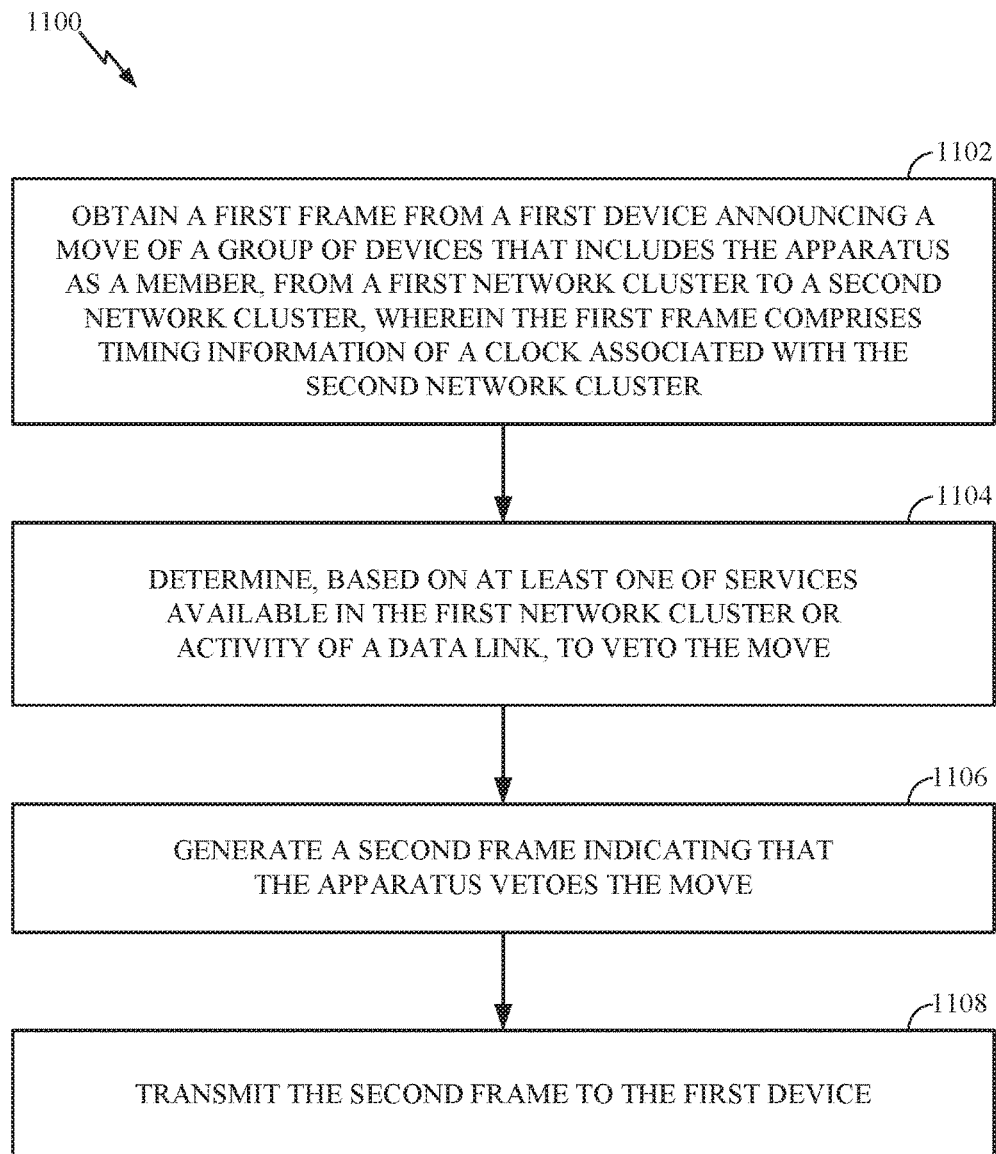 1100
1102
OBTAIN A FIRST FRAME FROM A FIRST DEVICE ANNOUNCING A
MOVE OF A GROUP OF DEVICES THAT INCLUDES THE APPARATUS
AS A MEMBER, FROM A FIRST NETWORK CLUSTER TO A SECOND
NETWORK CLUSTER, WHEREIN THE FIRST FRAME COMPRISES
TIMING INFORMATION OF A CLOCK ASSOCIATED WITH THE
SECOND NETWORK CLUSTER
1104
DETERMINE, BASED ON AT LEAST ONE OF SERVICES
AVAILABLE IN THE FIRST NETWORK CLUSTER OR
ACTIVITY OF A DATA LINK, TO VETO THE MOVE
1106
GENERATE A SECOND FRAME INDICATING THAT
THE APPARATUS VETOES THE MOVE
1108
TRANSMIT THE SECOND FRAME TO THE FIRST DEVICE